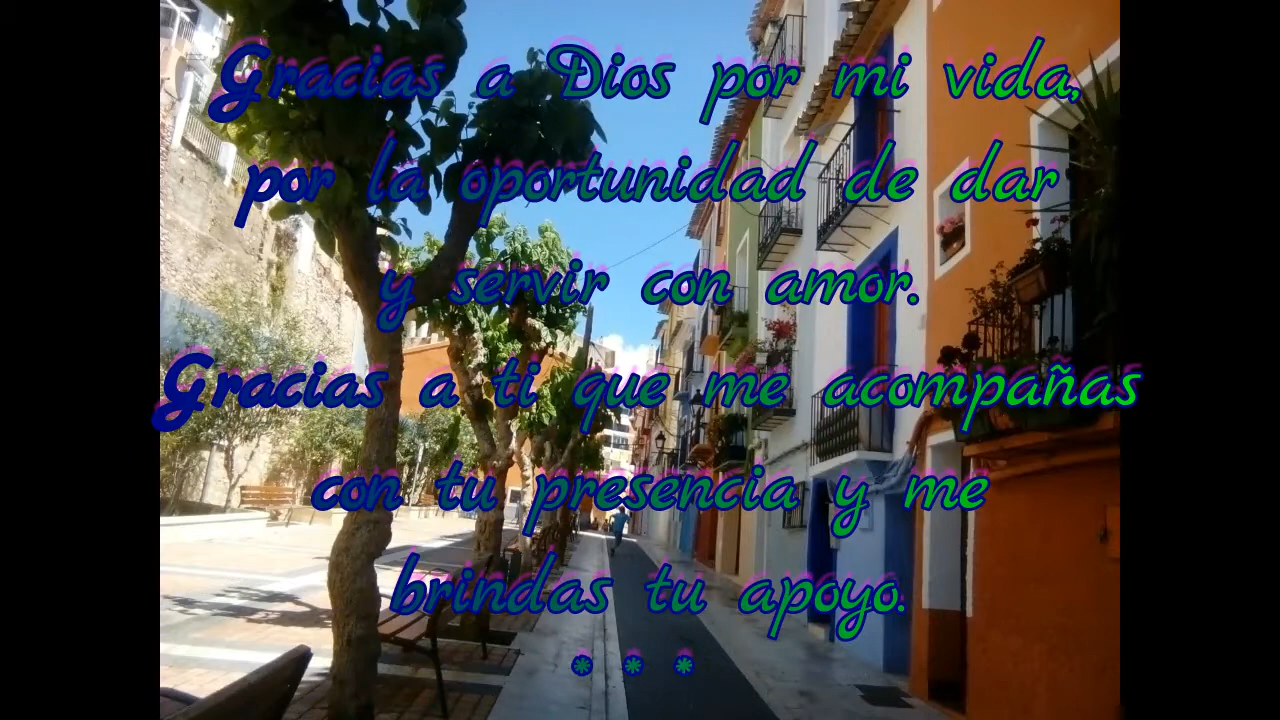 Gracias a Dios por mi vida,
por la oportunidad de dar
y servir con amor.
Gracias a ti que me acompañas
con tu presencia y me
brindas tu apoyo.
* * *